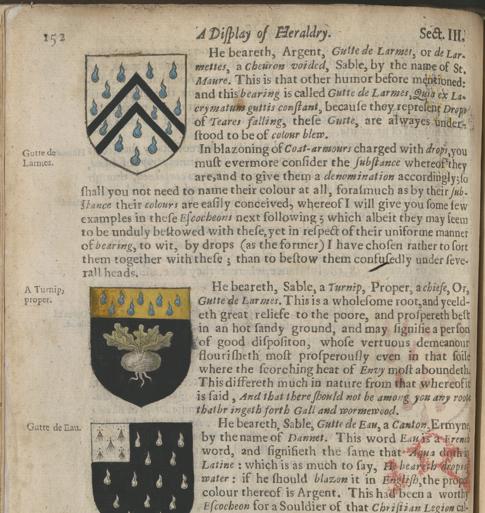 152 A Display of Heraldry. Sect. III.
He beareth, Argent, Gutte de Larmes, or de Lar-
mettes, a Cheuron voided, Sable, by the name of St.
Maure. This is that other humor before mentioned:
and this bearing is called Gutte de Larmes, Quia ex La-
crymatum guttis constant, because they represent Drops
of Teares falling, these Gutte, are alwayes under-
stood to be of colour blew.
Gutte de
Larmes.
In blazoning of Coat-armours charged with drops, you
must evermore consider the substance whereof they
are, and to give them a denomination accordingly; so
shall you not need to name their colour at all, forasmuch as by their sub-
stance their colours are easily conceived, whereof I will give you some few
examples in these Escocheons next following; which albeit they may seem
to be unduly bestowed with these, yet in respect of their uniforme manner
of bearing, to wit, by drops (as the former) I have chosen rather to sort
them together with these; than to bestow them confusedly under seve-
rall heads.
A Turnip,
proper.
He beareth, Sable, a Turnip, Proper, a chiefe, Or,
Gutte de Larmes. This is a wholesome root, and yeeld-
eth great reliefe to the poore, and prospereth best
in an hot sandy ground, and may signifie a person
of good dispositon, whose vertuous demeanour
flourisheth most prosperously even in that soile
where the scorching heat of Envy most aboundeth.
This differeth much in nature from that whereof it
is said, And that there should not be among you any root
that bringeth forth Gall and wormewood.
Gutte de Eau.
He beareth, Sable, Gutte de Eau, a Canton, Ermyne,
by the name of Dannet. This word Eau is a French
word, and signifieth the same that Aqua doth in
Latine: which is as much to say, He beareth drops of
water: if he should blazon it in English, the proper
colour thereof is Argent. This had been a worthy
Escocheon for a Souldier of that Christian Legion cal-